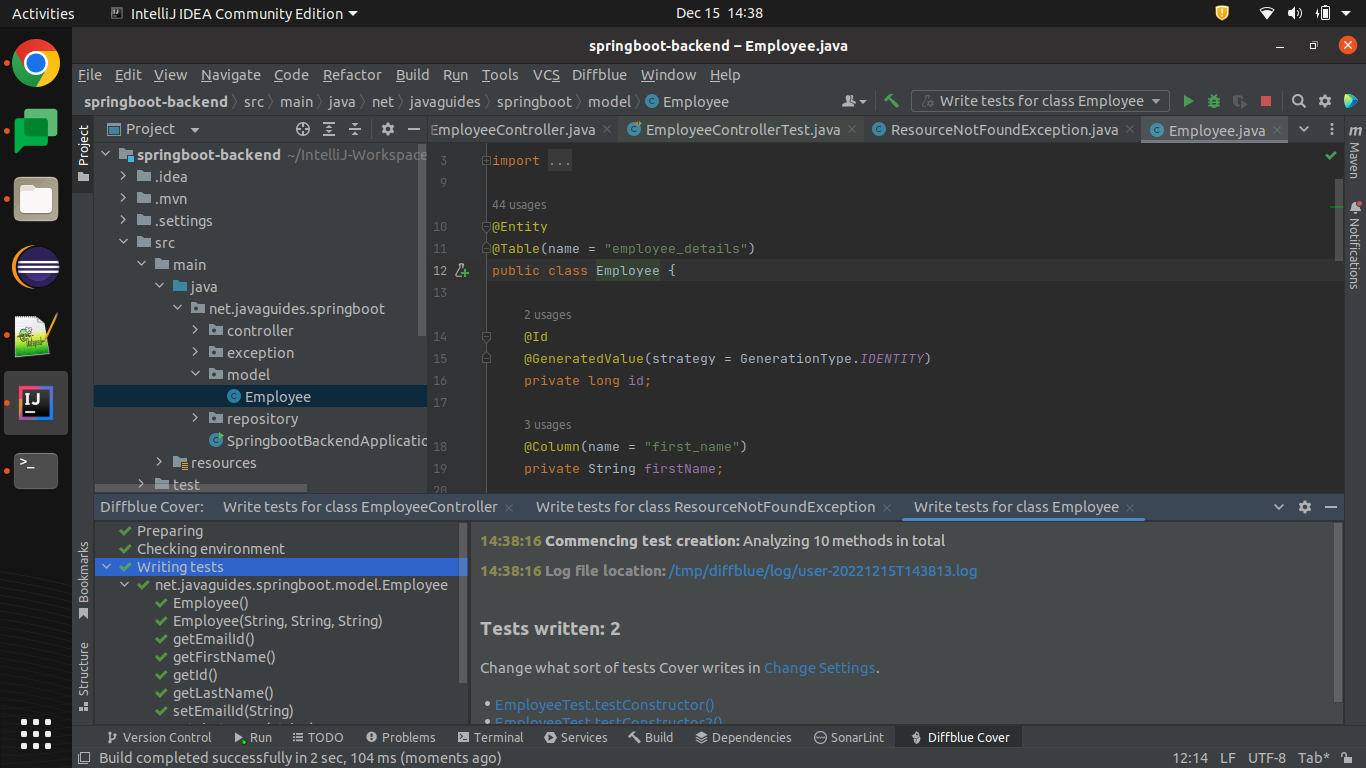 Activities IntelliJ IDEA Community Edition Dec 15 14:38
springboot-backend – Employee.java
File Edit View Navigate Code Refactor Build Run Tools VCS Diffblue Window Help
springboot-backend src main java net javaguides springboot model Employee Write tests for class Employee
Project EmployeeController.java EmployeeControllerTest.java ResourceNotFoundException.java Employee.java
Project
Maven
Notifications
springboot-backend ~/IntelliJ-Workspace
.idea
.mvn
.settings
src
main
java
net.javaguides.springboot
controller
exception
model
Employee
repository
SpringbootBackendApplicatio
resources
test
3 import ...
9
44 usages
10 @Entity
11 @Table(name = "employee_details")
12 public class Employee {
13
2 usages
14 @Id
15 @GeneratedValue(strategy = GenerationType.IDENTITY)
16 private long id;
17
3 usages
18 @Column(name = "first_name")
19 private String firstName;
20
Diffblue Cover: Write tests for class EmployeeController Write tests for class ResourceNotFoundException Write tests for class Employee
Bookmarks
Structure
Preparing
Checking environment
Writing tests
net.javaguides.springboot.model.Employee
Employee()
Employee(String, String, String)
getEmailId()
getFirstName()
getId()
getLastName()
setEmailId(String)
14:38:16 Commencing test creation: Analyzing 10 methods in total
14:38:16 Log file location: /tmp/diffblue/log/user-20221215T143813.log
Tests written: 2
Change what sort of tests Cover writes in Change Settings.
• EmployeeTest.testConstructor()
• EmployeeTest.testConstructor2()
Version Control Run TODO Problems Terminal Services Build Dependencies SonarLint Diffblue Cover
Build completed successfully in 2 sec, 104 ms (moments ago) 12:14 LF UTF-8 Tab*